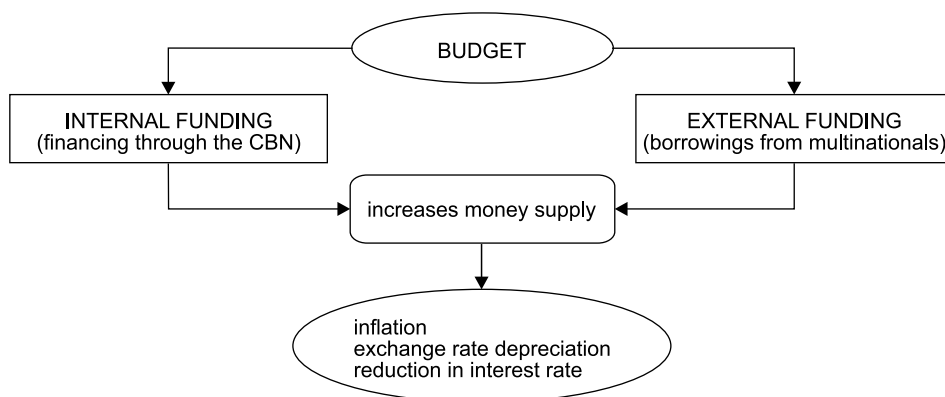 BUDGET
INTERNAL FUNDING
(financing through the CBN)
EXTERNAL FUNDING
(borrowings from multinationals)
increases money supply
inflation
exchange rate depreciation
reduction in interest rate